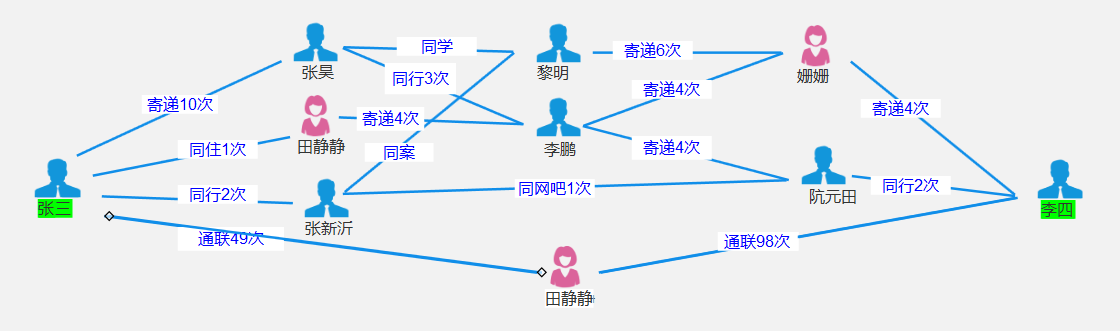 张昊
同学
黎明
寄递6次
姗姗
同行3次
寄递10次
寄递4次
寄递4次
田静静
寄递4次
同住1次
同案
李鹏
寄递4次
张三
同行2次
张新沂
同网吧1次
阮元田
同行2次
李四
通联49次
田静静
通联98次